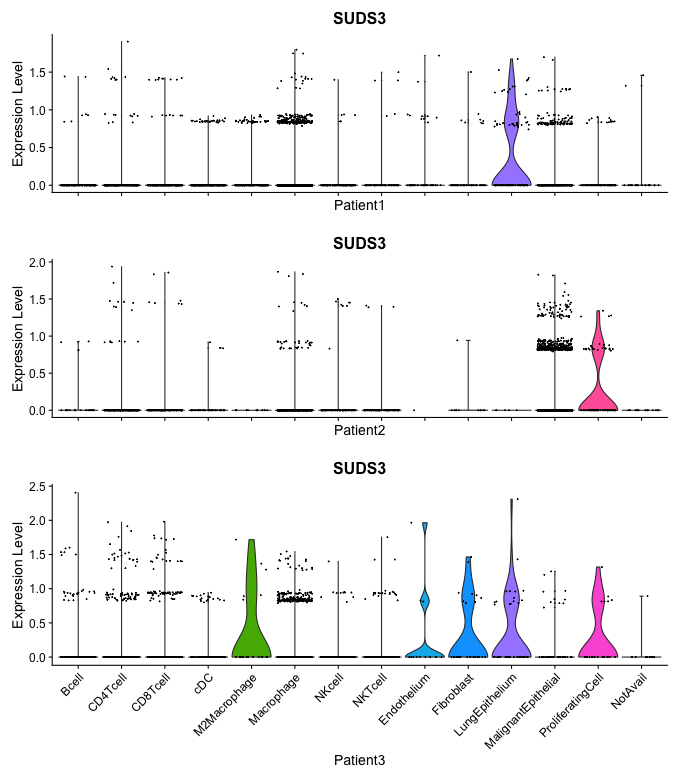 SUDS3
Expression Level
1.5
1.0
0.5
0.0
Patient1
SUDS3
Expression Level
2.0
1.5
1.0
0.5
0.0
Patient2
SUDS3
Expression Level
2.5
2.0
1.5
1.0
0.5
0.0
Bcell
CD4Tcell
CD8Tcell
cDC
M2Macrophage
Macrophage
NKcell
NKTcell
Endothelium
Fibroblast
LungEpithelium
MalignantEpithelial
ProliferatingCell
NotAvail
Patient3